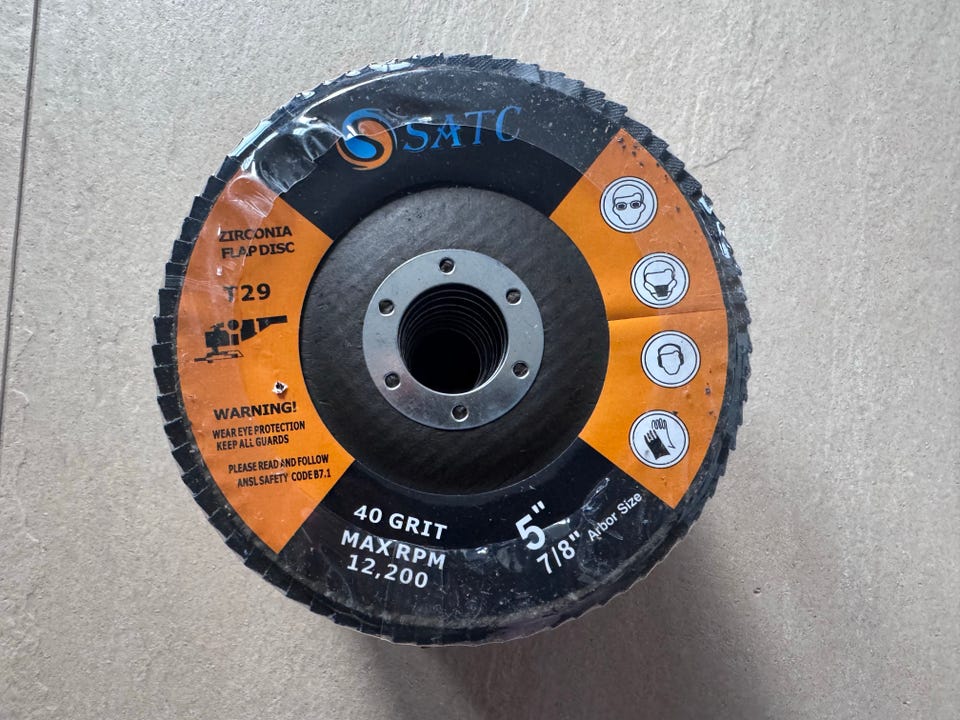 SATC
ZIRCONIA
FLAP DISC
T29
WARNING!
WEAR EYE PROTECTION
KEEP ALL GUARDS
PLEASE READ AND FOLLOW
ANSL SAFETY CODE B7.1
40 GRIT
MAX RPM
12,200
5"
7/8" Arbor Size